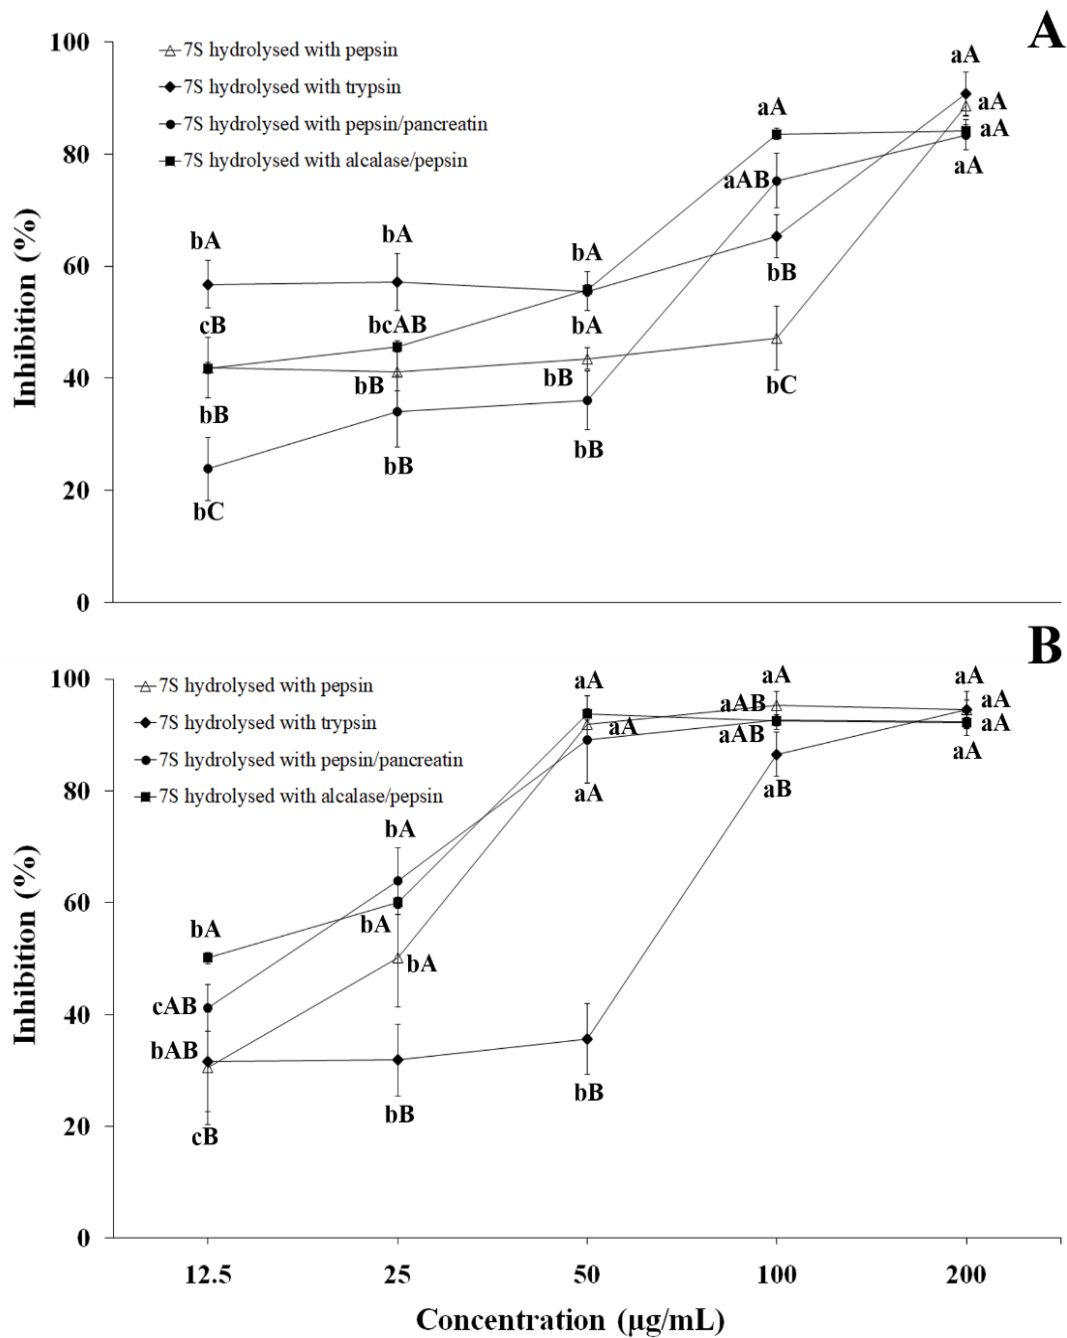 A
100
80
60
40
20
0
Inhibition (%)
7S hydrolysed with pepsin
7S hydrolysed with trypsin
7S hydrolysed with pepsin/pancreatin
7S hydrolysed with alcalase/pepsin
bA
cB
bB
bC
bA
bcAB
bB
bB
bA
bA
bB
bB
aA
aAB
bB
bC
aA
aA
aA
aA
B
100
80
60
40
20
0
Inhibition (%)
7S hydrolysed with pepsin
7S hydrolysed with trypsin
7S hydrolysed with pepsin/pancreatin
7S hydrolysed with alcalase/pepsin
bA
cAB
bAB
cB
bA
bA
bA
bB
aA
aA
aA
bB
aA
aAB
aAB
aB
aA
aA
aA
aA
12.5 25 50 100 200
Concentration (µg/mL)